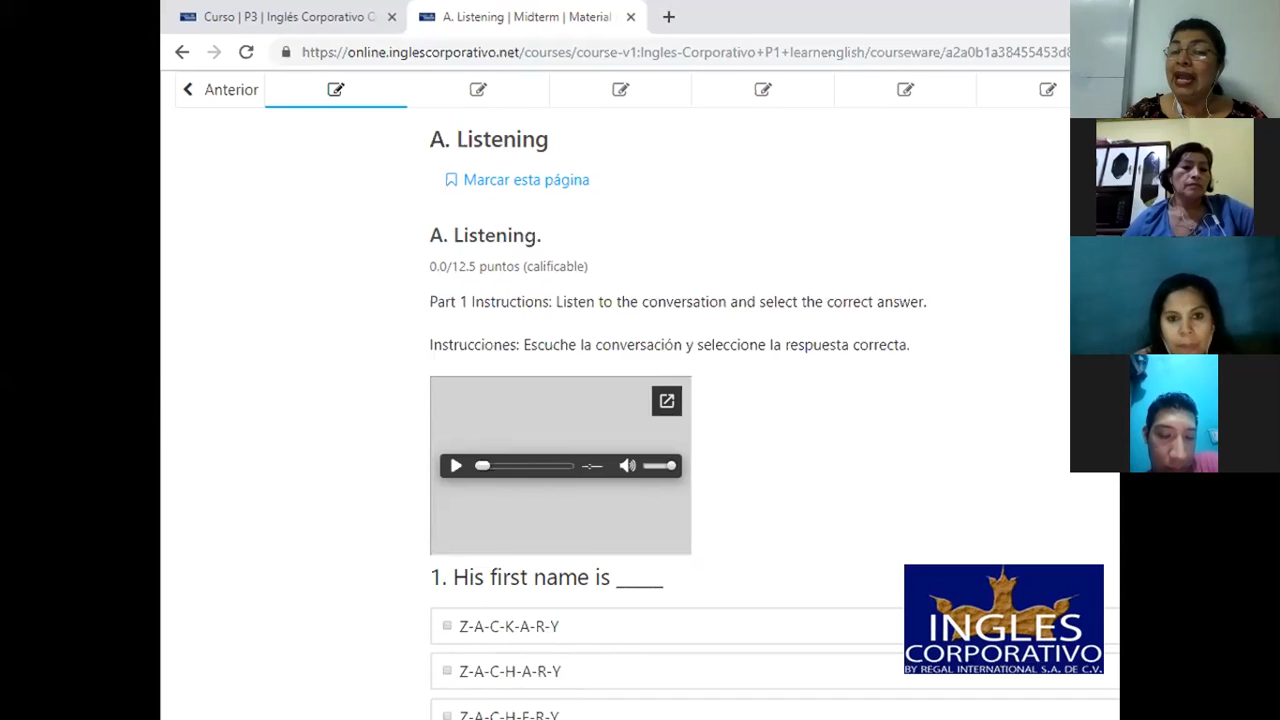 Curso | P3 | Inglés Corporativo C
A. Listening | Midterm | Material
https://online.inglescorporativo.net/courses/course-v1:Ingles-Corporativo+P1+learnenglish/courseware/a2a0b1a38455453d8
Anterior
A. Listening
Marcar esta página
A. Listening.
0.0/12.5 puntos (calificable)
Part 1 Instructions: Listen to the conversation and select the correct answer.
Instrucciones: Escuche la conversación y seleccione la respuesta correcta.
-:-
1. His first name is _____
Z-A-C-K-A-R-Y
Z-A-C-H-A-R-Y
Z-A-C-H-E-R-Y
INGLES
CORPORATIVO
BY REGAL INTERNATIONAL S.A. DE C.V.